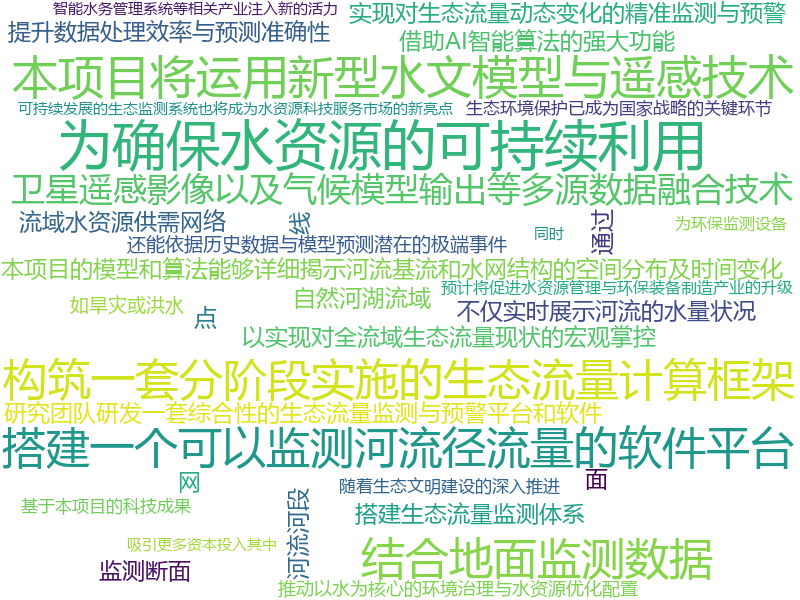 智能水务管理系统等相关产业注入新的活力
实现对生态流量动态变化的精准监测与预警
提升数据处理效率与预测准确性
借助AI智能算法的强大功能
本项目将运用新型水文模型与遥感技术
可持续发展的生态监测系统也将成为水资源科技服务市场的新亮点
生态环境保护已成为国家战略的关键环节
为确保水资源的可持续利用
卫星遥感影像以及气候模型输出等多源数据融合技术
流域水资源供需网络
线
通过
为环保监测设备
同时
还能依据历史数据与模型预测潜在的极端事件
本项目的模型和算法能够详细揭示河流基流和水网结构的空间分布及时间变化
预计将促进水资源管理与环保装备制造产业的升级
如旱灾或洪水
自然河湖流域
点
不仅实时展示河流的水量状况
以实现对全流域生态流量现状的宏观掌控
构筑一套分阶段实施的生态流量计算框架
研究团队研发一套综合性的生态流量监测与预警平台和软件
搭建一个可以监测河流径流量的软件平台
网
随着生态文明建设的深入推进
面
基于本项目的科技成果
河流河段
搭建生态流量监测体系
吸引更多资本投入其中
结合地面监测数据
监测断面
推动以水为核心的环境治理与水资源优化配置